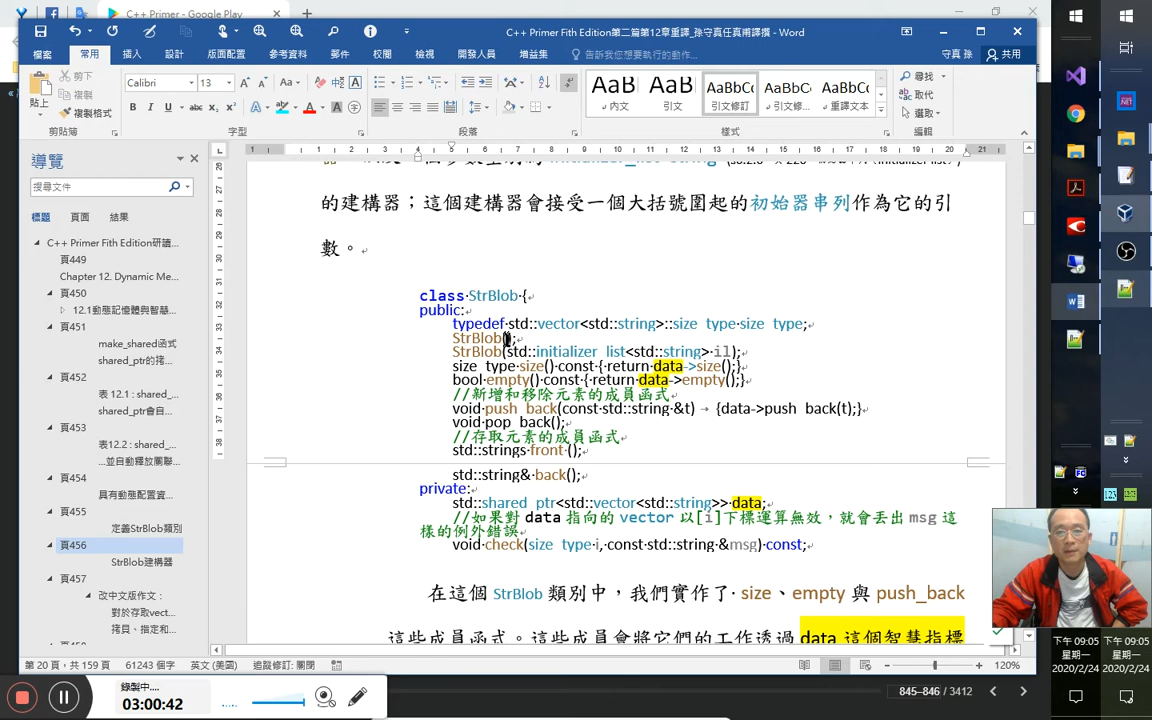 C++ Primer - Google Play
C++ Primer Fifth Edition第二篇第12章重譯_孫守真任真甫譯撰 - Word
檔案 常用 插入 設計 版面配置 參考資料 郵件 校閱 檢視 開發人員 增益集 告訴我您想要執行的動作... 守真 孫 共用
貼上 剪下 複製 複製格式
Calibri 13
AaB AaB AaBbC AaBbC AaBbC
內文 引文 引文修訂 引文修... 重譯文本
尋找 取代 選取
剪貼簿 字型 段落 樣式 編輯
導覽
搜尋文件
標題 頁面 結果
C++ Primer Fith Edition研讀...
頁449
Chapter 12. Dynamic Me...
頁450
12.1動態記憶體與智慧...
頁451
make_shared函式
shared_ptr的拷...
頁452
表 12.1 : shared_...
shared_ptr會自...
頁453
表12.2 : shared_...
...並自動釋放關聯...
頁454
具有動態配置資...
頁455
定義StrBlob類別
頁456
StrBlob建構器
頁457
改中文版作文：
對於存取vect...
拷貝、指定和...
頁458
的建構器；這個建構器會接受一個大括號圍起的初始器串列作為它的引
數。
class StrBlob {
public:
typedef std::vector<std::string>::size_type size_type;
StrBlob();
StrBlob(std::initializer_list<std::string> il);
size_type size() const { return data->size();}
bool empty() const { return data->empty();}
//新增和移除元素的成員函式
void push_back(const std::string &t) → {data->push_back(t);}
void pop_back();
//存取元素的成員函式
std::strings front ();
std::string& back();
private:
std::shared_ptr<std::vector<std::string>> data;
//如果對 data 指向的 vector 以[i]下標運算無效，就會丟出 msg 這
樣的例外錯誤
void check(size_type i, const std::string &msg) const;
在這個 StrBlob 類別中，我們實作了 size、empty 與 push_back
這些成員函式。這些成員會將它們的工作透過 data 這個智慧指標
第 20 頁，共 159 頁 61243 個字 英文 (美國) 追蹤修訂: 關閉 120%
錄製中....
03:00:42
845–846 / 3412
下午 09:05 下午 09:05
星期一 星期一
2020/2/24 2020/2/24